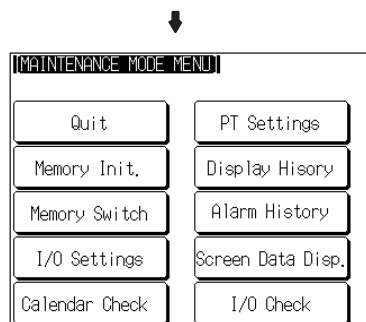 [MAINTENANCE MODE MENU]
Quit
PT Settings
Memory Init.
Display Hisory
Memory Switch
Alarm History
I/O Settings
Screen Data Disp.
Calendar Check
I/O Check